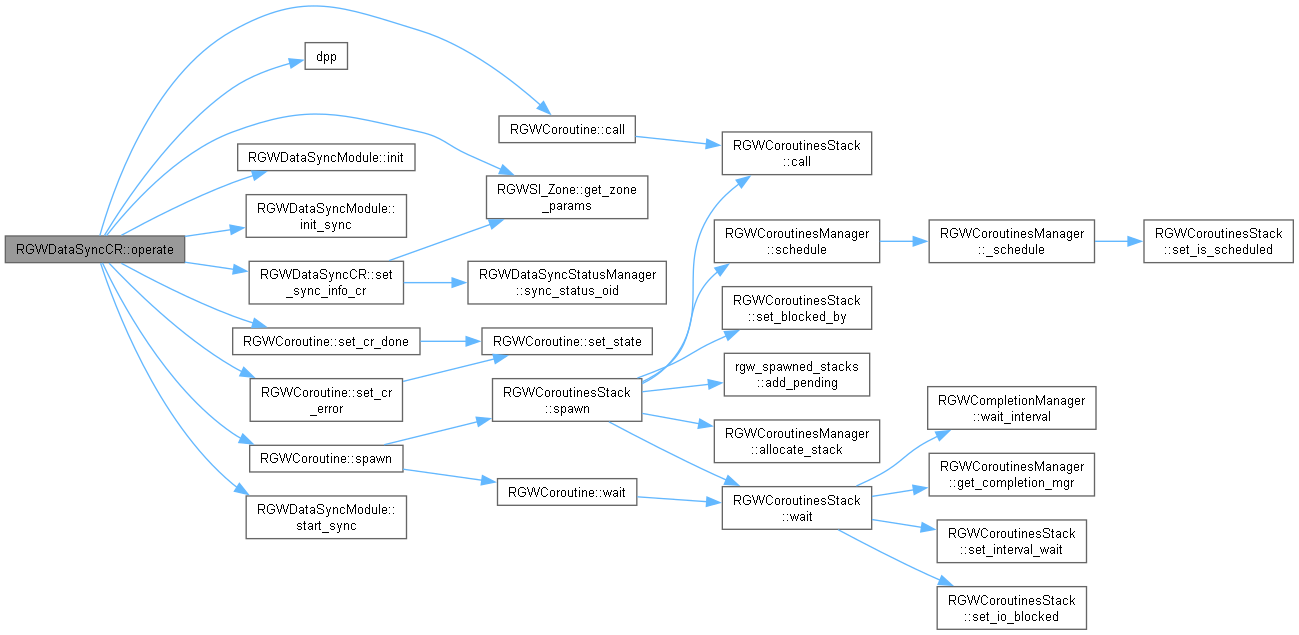 RGWDataSyncCR::operate
dpp
RGWCoroutine::call
RGWDataSyncModule::init
RGWSI_Zone::get_zone
_params
RGWDataSyncModule::
init_sync
RGWDataSyncCR::set
_sync_info_cr
RGWDataSyncStatusManager
::sync_status_oid
RGWCoroutine::set_cr_done
RGWCoroutine::set_state
RGWCoroutine::set_cr
_error
RGWCoroutine::spawn
RGWCoroutinesStack
::spawn
RGWCoroutine::wait
RGWDataSyncModule::
start_sync
RGWCoroutinesStack
::call
RGWCoroutinesManager
::schedule
RGWCoroutinesManager
::_schedule
RGWCoroutinesStack
::set_is_scheduled
RGWCoroutinesStack
::set_blocked_by
rgw_spawned_stacks
::add_pending
RGWCoroutinesManager
::allocate_stack
RGWCoroutinesStack
::wait
RGWCompletionManager
::wait_interval
RGWCoroutinesManager
::get_completion_mgr
RGWCoroutinesStack
::set_interval_wait
RGWCoroutinesStack
::set_io_blocked